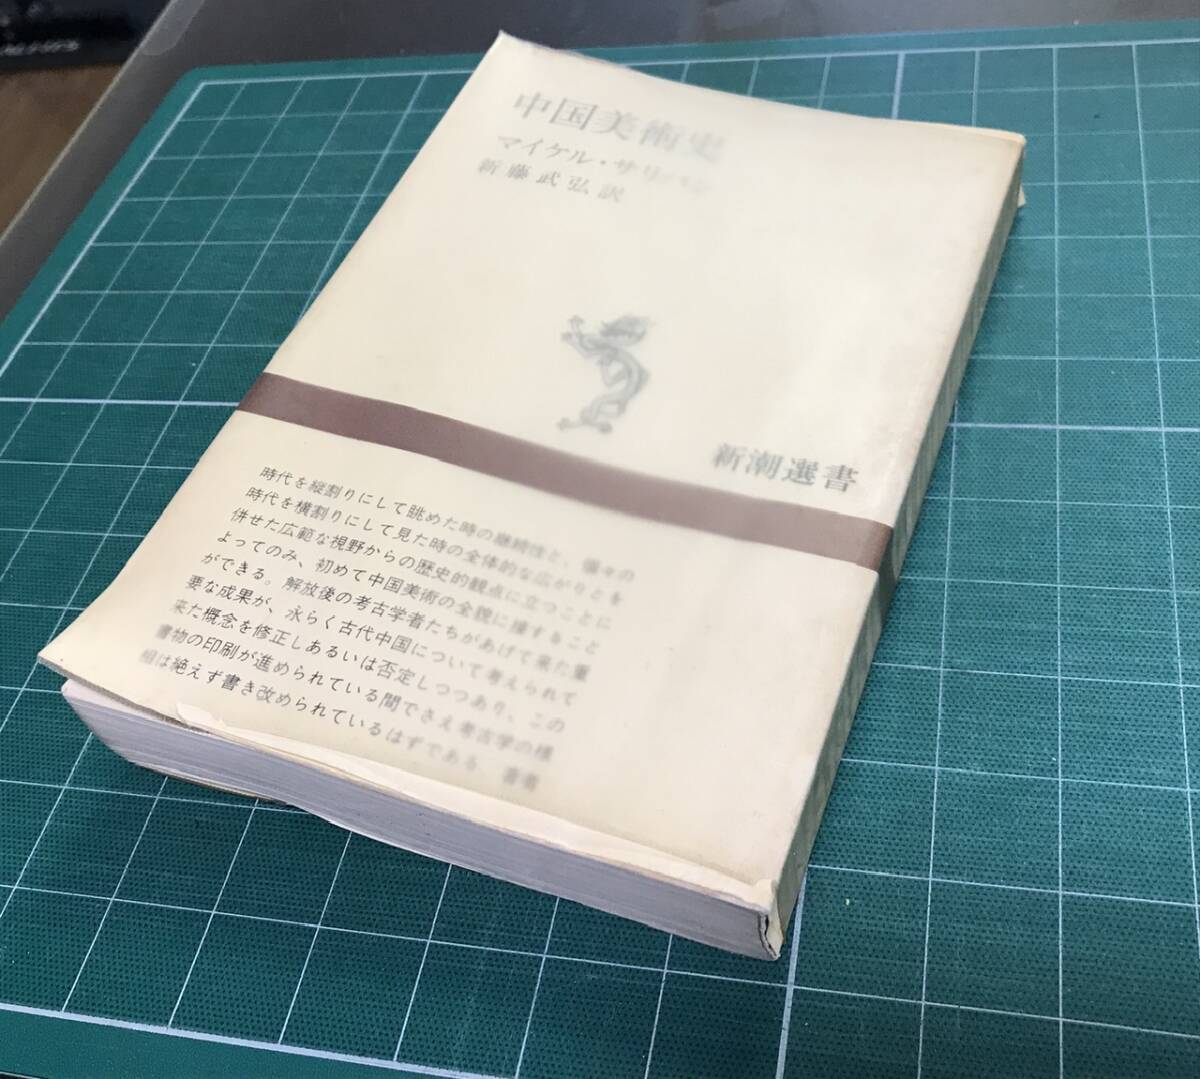 中国美術史
マイケル・サリバン
新藤武弘訳
新潮選書
時代を縦割りにして眺めた時の継続性と、個々の
時代を横割りにして見た時の全体的な広がりとを
併せた広範な視野からの歴史的観点に立つことに
よってのみ、初めて中国美術の全貌に接すること
ができる。解放後の考古学者たちがあげて来た重
要な成果が、永らく古代中国について考えられて
来た概念を修正しあるいは否定しつつあり、この
書物の印刷が進められている間でさえ考古学の様
相は絶えず書き改められているはずである 著者